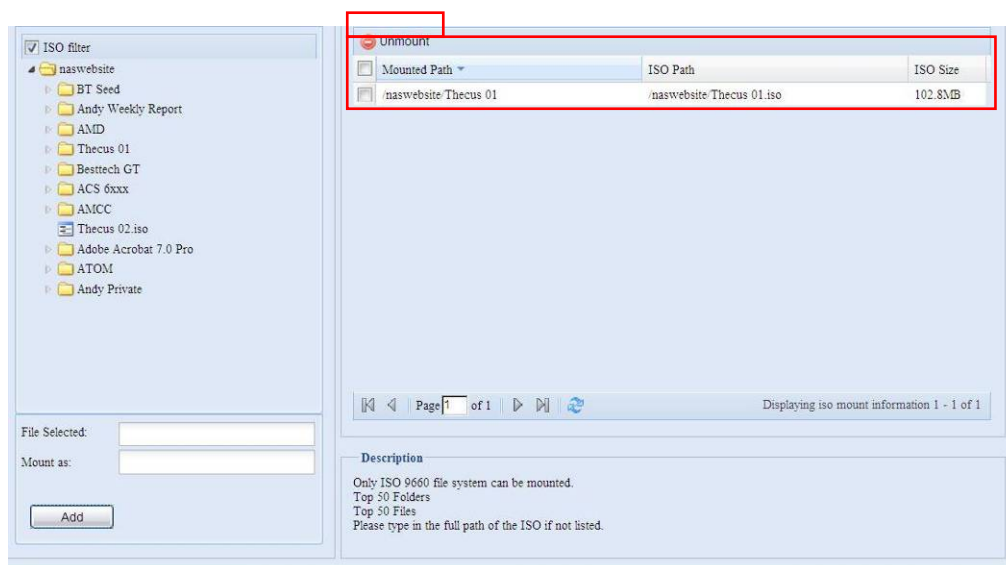 ISO filter
naswebsite
BT Seed
Andy Weekly Report
AMD
Thecus 01
Besttech GT
ACS 6xxx
AMCC
Thecus 02.iso
Adobe Acrobat 7.0 Pro
ATOM
Andy Private
File Selected:
Mount as:
Add
Unmount
Mounted Path ISO Path ISO Size
/naswebsite/Thecus 01 /naswebsite/Thecus 01.iso 102.8MB
Page 1 of 1 Displaying iso mount information 1 - 1 of 1
Description
Only ISO 9660 file system can be mounted.
Top 50 Folders
Top 50 Files
Please type in the full path of the ISO if not listed.